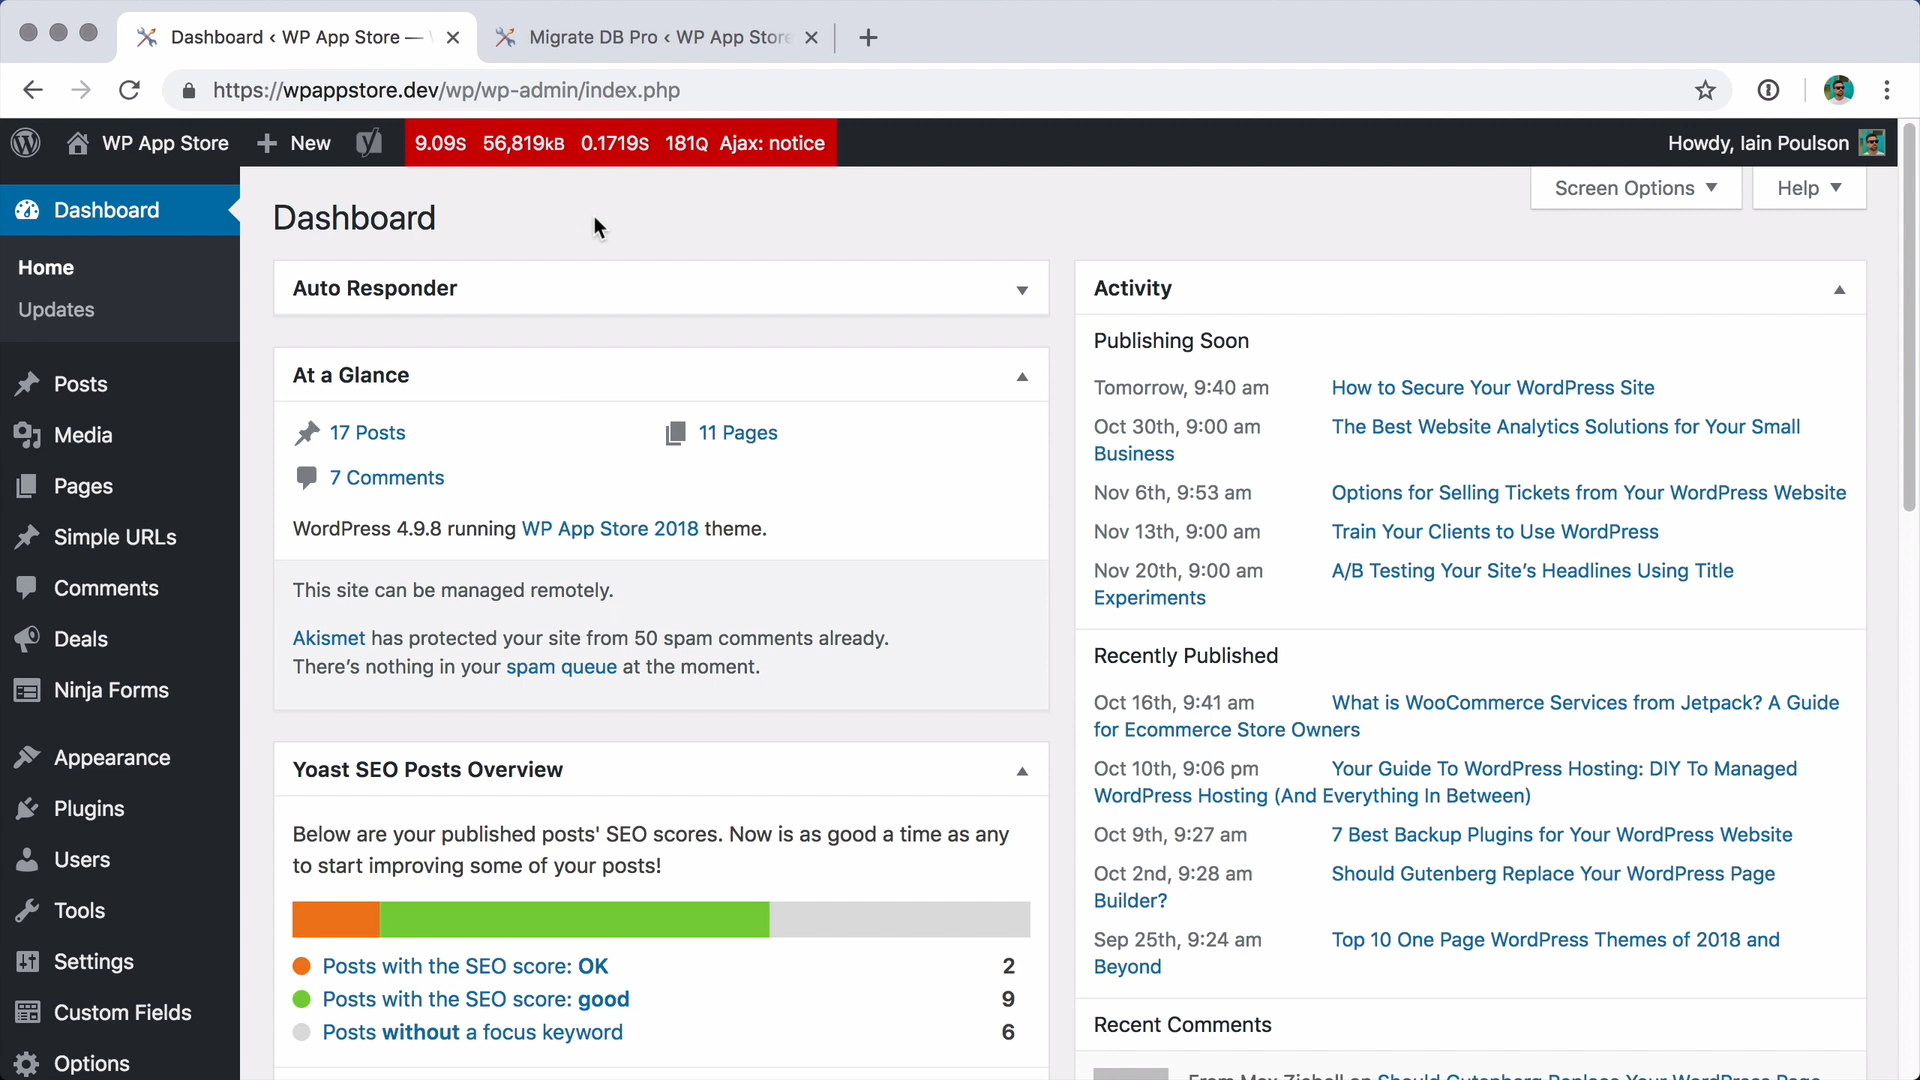 Dashboard ‹ WP App Store —
Migrate DB Pro ‹ WP App Store
https://wpappstore.dev/wp/wp-admin/index.php
WP App Store
New
9.09S 56,819kB 0.1719S 181Q Ajax: notice
Howdy, Iain Poulson
Screen Options
Help
Dashboard
Home
Updates
Posts
Media
Pages
Simple URLs
Comments
Deals
Ninja Forms
Appearance
Plugins
Users
Tools
Settings
Custom Fields
Options
Dashboard
Auto Responder
At a Glance
17 Posts
11 Pages
7 Comments
WordPress 4.9.8 running WP App Store 2018 theme.
This site can be managed remotely.
Akismet has protected your site from 50 spam comments already.
There’s nothing in your spam queue at the moment.
Yoast SEO Posts Overview
Below are your published posts' SEO scores. Now is as good a time as any
to start improving some of your posts!
Posts with the SEO score: OK 2
Posts with the SEO score: good 9
Posts without a focus keyword 6
Activity
Publishing Soon
Tomorrow, 9:40 am How to Secure Your WordPress Site
Oct 30th, 9:00 am The Best Website Analytics Solutions for Your Small
Business
Nov 6th, 9:53 am Options for Selling Tickets from Your WordPress Website
Nov 13th, 9:00 am Train Your Clients to Use WordPress
Nov 20th, 9:00 am A/B Testing Your Site’s Headlines Using Title
Experiments
Recently Published
Oct 16th, 9:41 am What is WooCommerce Services from Jetpack? A Guide
for Ecommerce Store Owners
Oct 10th, 9:06 pm Your Guide To WordPress Hosting: DIY To Managed
WordPress Hosting (And Everything In Between)
Oct 9th, 9:27 am 7 Best Backup Plugins for Your WordPress Website
Oct 2nd, 9:28 am Should Gutenberg Replace Your WordPress Page
Builder?
Sep 25th, 9:24 am Top 10 One Page WordPress Themes of 2018 and
Beyond
Recent Comments
on Should Gutenberg Replace Your WordPress Page